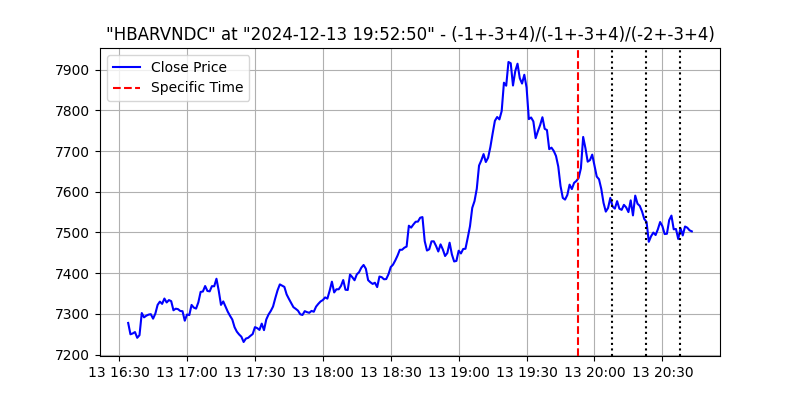 "HBARVNDC" at "2024-12-13 19:52:50" - (-1+-3+4)/(-1+-3+4)/(-2+-3+4)
Close Price
Specific Time
7900
7800
7700
7600
7500
7400
7300
7200
13 16:30 13 17:00 13 17:30 13 18:00 13 18:30 13 19:00 13 19:30 13 20:00 13 20:30